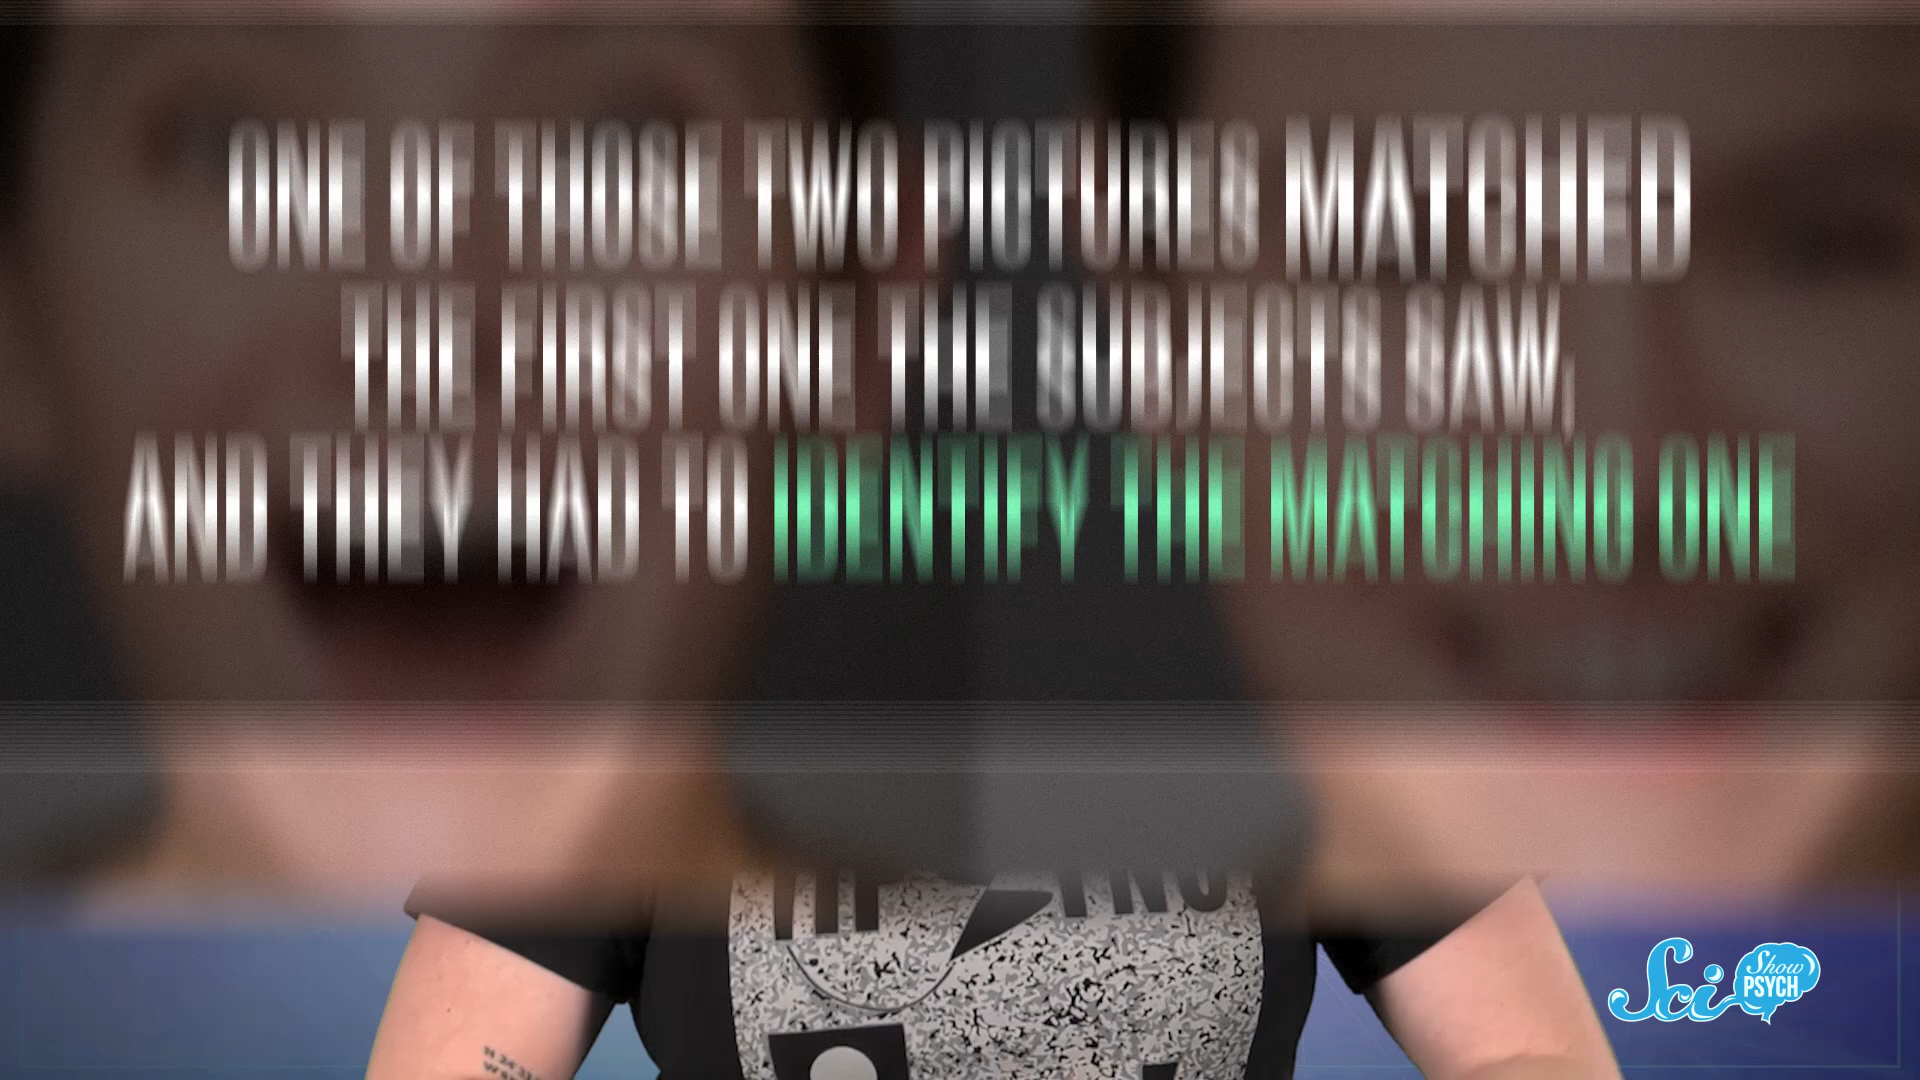 ONE OF THOSE TWO PICTURES MATCHED
THE FIRST ONE THE SUBJECTS SAW,
AND THEY HAD TO IDENTIFY THE MATCHING ONE
Sci Show
PSYCH